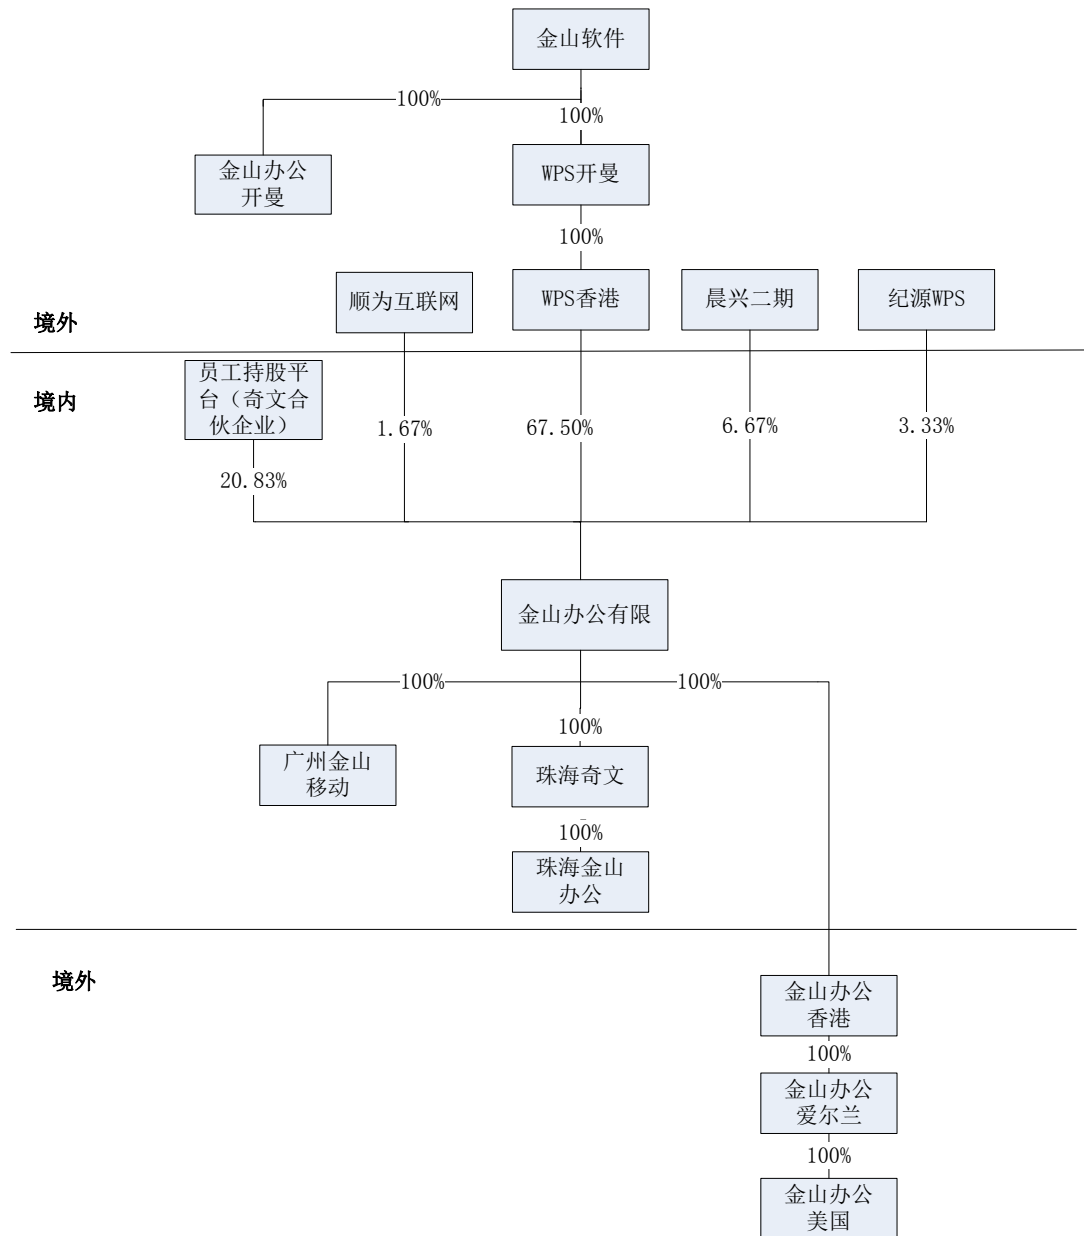 金山软件
100%
100%
金山办公
开曼
WPS开曼
100%
顺为互联网
WPS香港
晨兴二期
纪源WPS
境外
境内
员工持股平
台（奇文合
伙企业）
1.67%
67.50%
6.67%
3.33%
20.83%
金山办公有限
100%
100%
100%
广州金山
移动
珠海奇文
100%
珠海金山
办公
境外
金山办公
香港
100%
金山办公
爱尔兰
100%
金山办公
美国